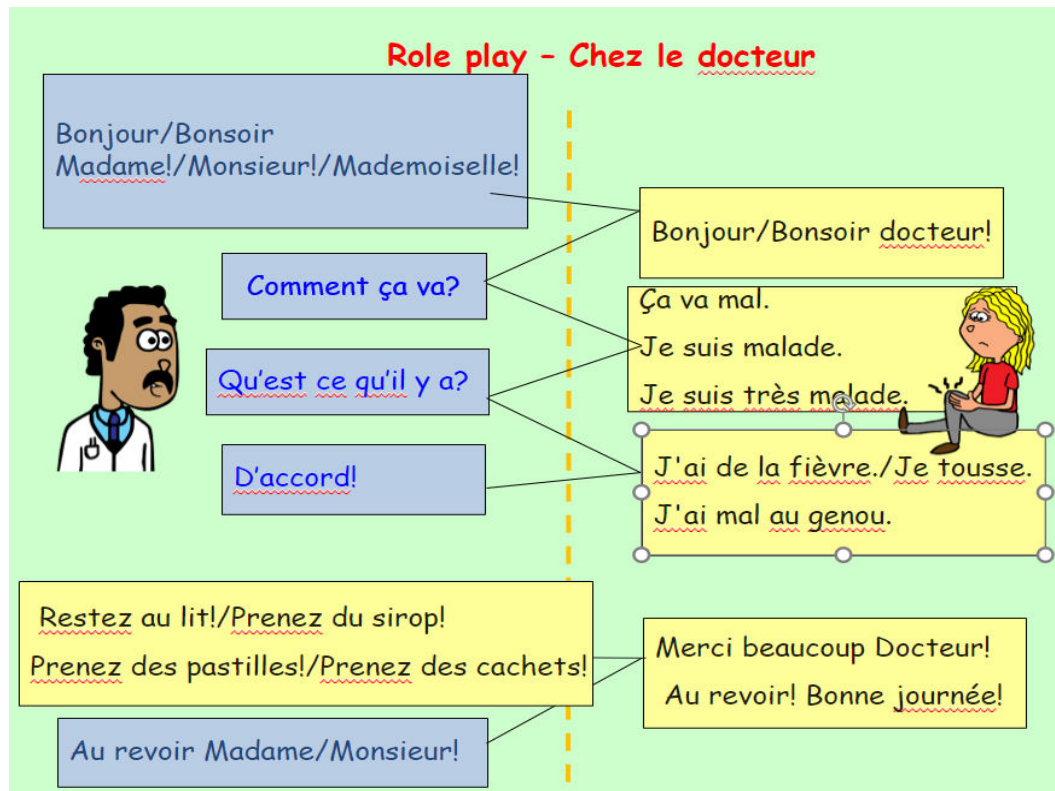 Role play – Chez le docteur
Bonjour/Bonsoir
Madame!/Monsieur!/Mademoiselle!
Bonjour/Bonsoir docteur!
Comment ça va?
Ça va mal.
Je suis malade.
Je suis très malade.
Qu'est ce qu'il y a?
J'ai de la fièvre./Je tousse.
J'ai mal au genou.
D'accord!
Restez au lit!/Prenez du sirop!
Prenez des pastilles!/Prenez des cachets!
Merci beaucoup Docteur!
Au revoir! Bonne journée!
Au revoir Madame/Monsieur!